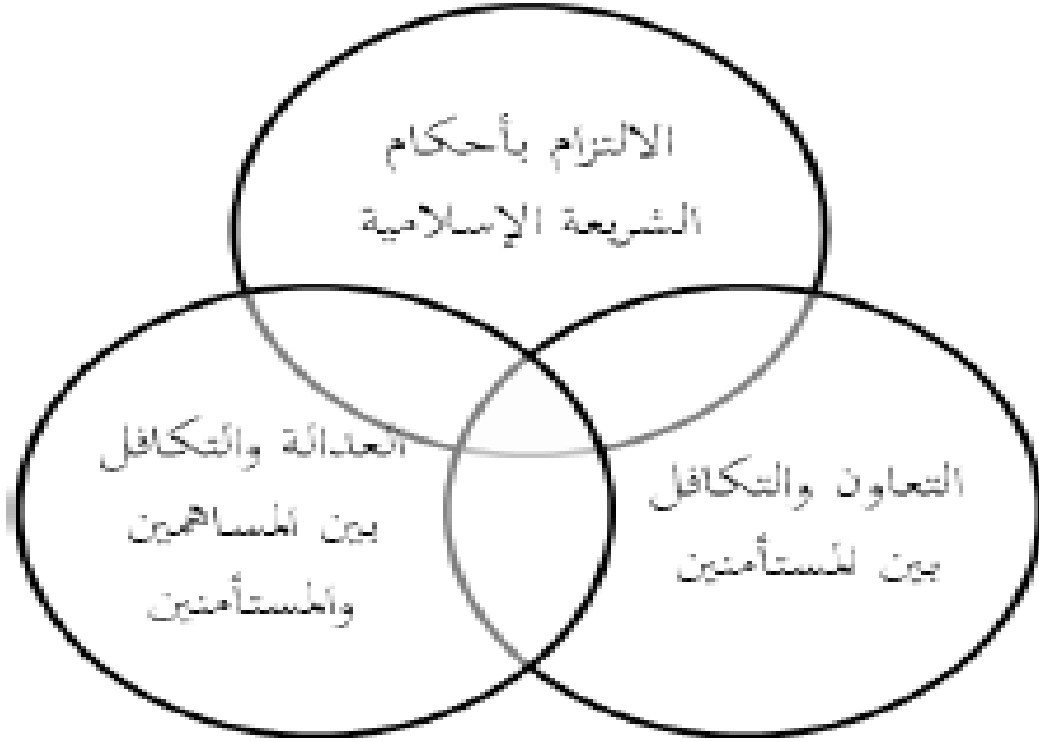 الالتزام بأحكام
الشريعة الإسلامية
التعاون والتكافل
بين المستأمنين
العدالة والتكافل
بين المساهمين
والمستأمنين